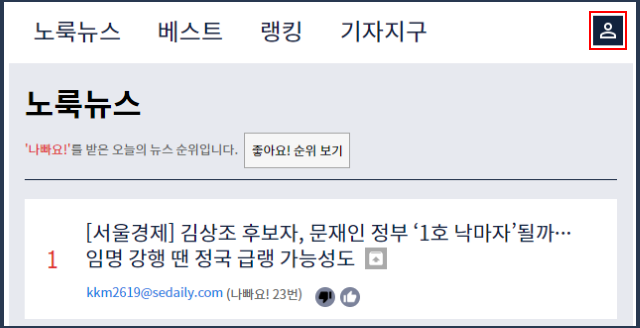 노룩뉴스 베스트 랭킹 기자지구
노룩뉴스
'나빠요!'를 받은 오늘의 뉴스 순위입니다. 좋아요! 순위 보기
1
[서울경제] 김상조 후보자, 문재인 정부 ‘1호 낙마자’될까…
임명 강행 땐 정국 급랭 가능성도
kkm2619@sedaily.com (나빠요! 23번)